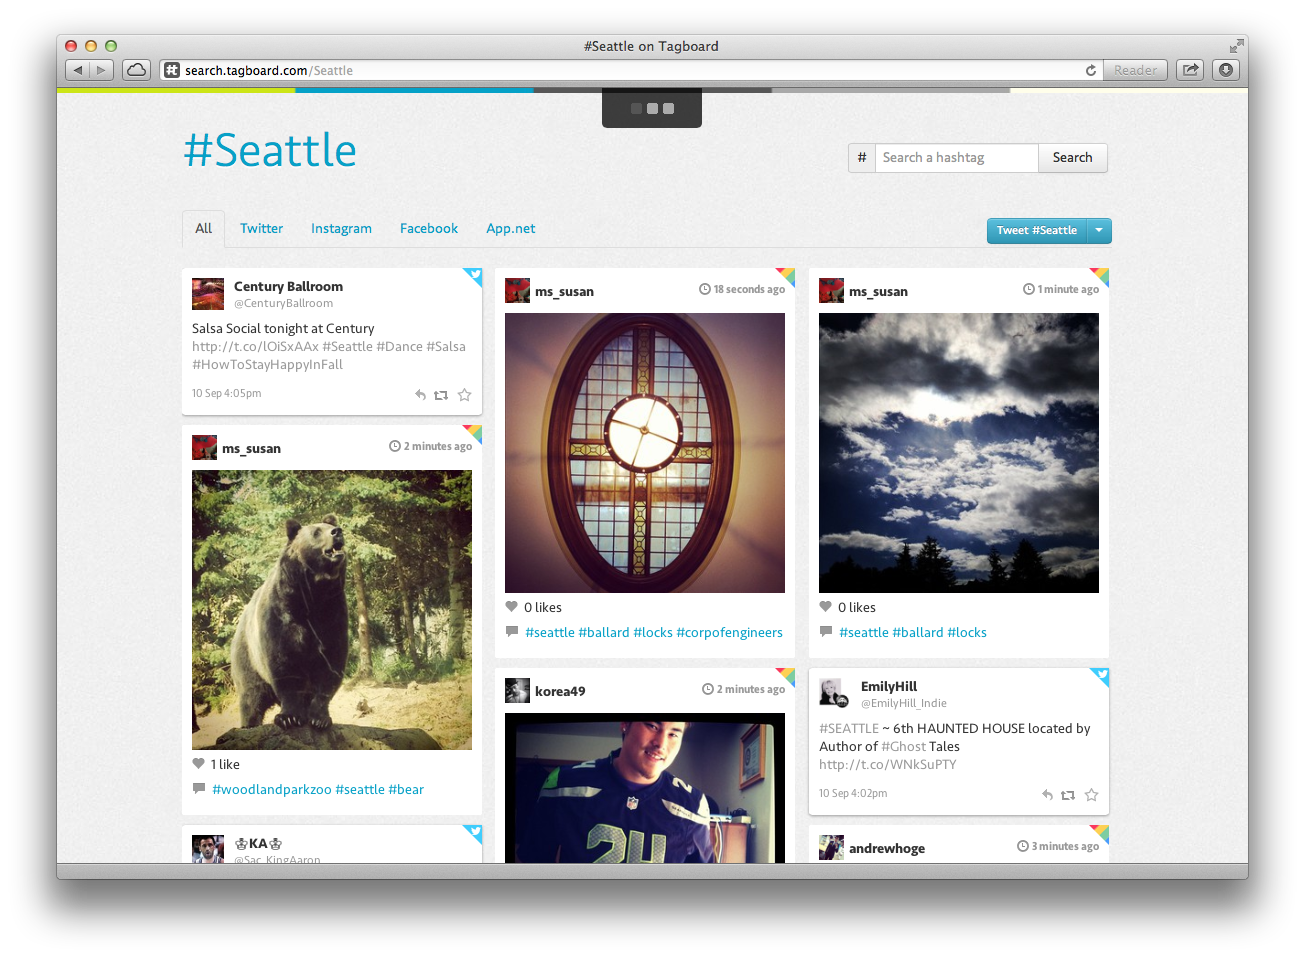 #Seattle on Tagboard
search.tagboard.com/Seattle
Reader
#Seattle
# Search a hashtag Search
All Twitter Instagram Facebook App.net
Tweet #Seattle
Century Ballroom
@CenturyBallroom
Salsa Social tonight at Century
http://t.co/lOiSxAAx #Seattle #Dance #Salsa
#HowToStayHappyInFall
10 Sep 4:05pm
ms_susan 2 minutes ago
1 like
#woodlandparkzoo #seattle #bear
♔KA♔
@Sac_KingAaron
ms_susan 18 seconds ago
0 likes
#seattle #ballard #locks #corpofengineers
korea49 2 minutes ago
24
ms_susan 1 minute ago
0 likes
#seattle #ballard #locks
EmilyHill
@EmilyHill_Indie
#SEATTLE ~ 6th HAUNTED HOUSE located by
Author of #Ghost Tales
http://t.co/WNkSuPTY
10 Sep 4:02pm
andrewhoge 3 minutes ago